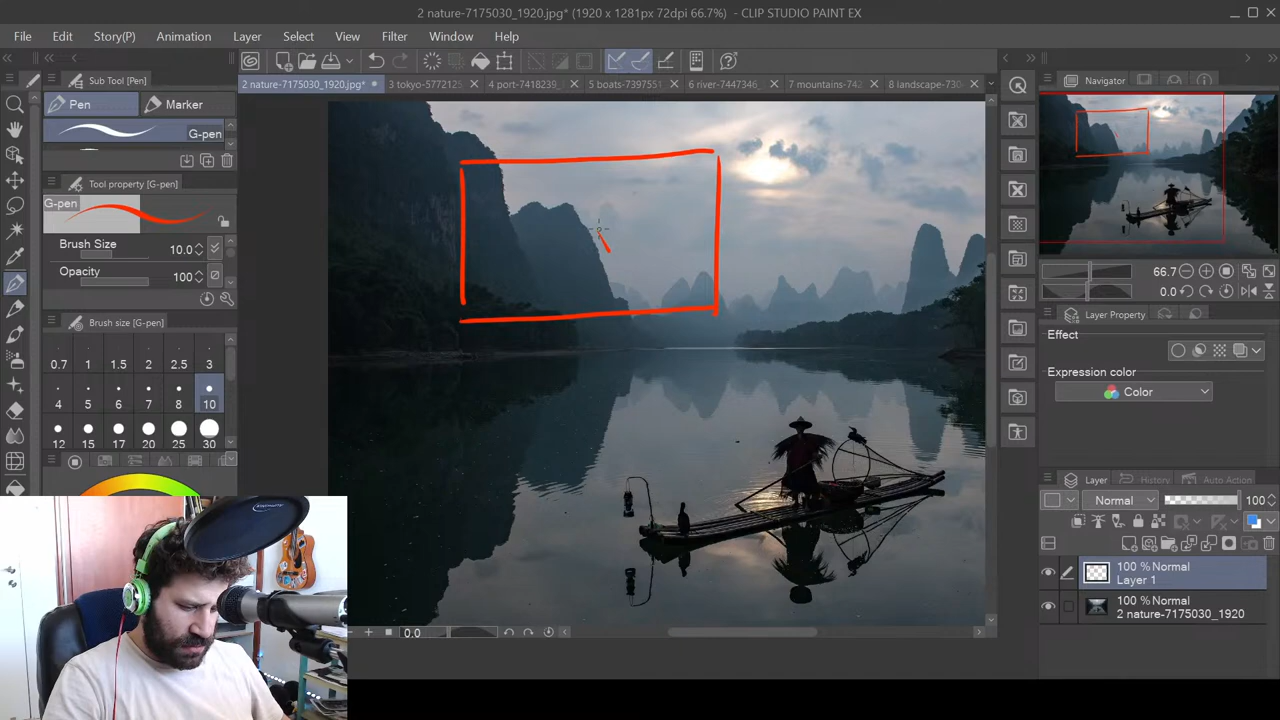 2 nature-7175030_1920.jpg* (1920 x 1281px 72dpi 66.7%) - CLIP STUDIO PAINT EX
File Edit Story(P) Animation Layer Select View Filter Window Help
Sub Tool [Pen]
2 nature-7175030_1920.jpg* 3 tokyo-5772125 4 port-7418239_ 5 boats-7397551 6 river-7447346_ 7 mountains-742 8 landscape-730
Navigator
Pen Marker
G-pen
Tool property [G-pen]
G-pen
Brush Size 10.0
Opacity 100
66.7
0.0
Brush size [G-pen]
0.7 1 1.5 2 2.5 3
4 5 6 7 8 10
12 15 17 20 25 30
Layer Property
Effect
Expression color
Color
Layer History Auto Action
Normal 100
100 % Normal
Layer 1
100 % Normal
2 nature-7175030_1920
0.0